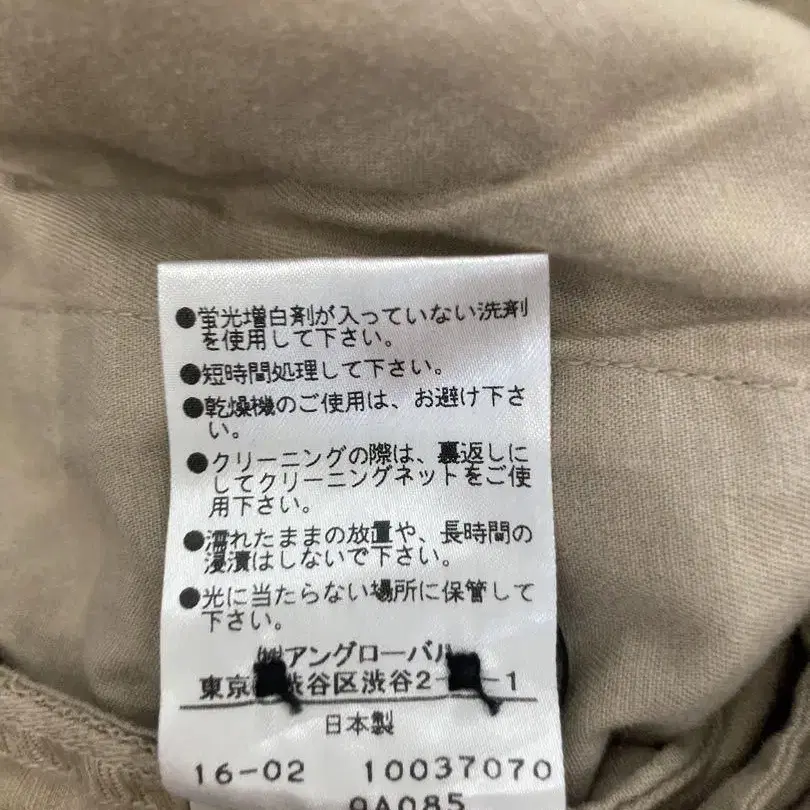 ●蛍光増白剤が入っていない洗剤
を使用して下さい。
●短時間処理して下さい。
●乾燥機のご使用は、お避け下さ
い。
●クリーニングの際は、裏返しに
してクリーニングネットをご使
用下さい。
●濡れたままの放置や、長時間の
浸漬はしないで下さい。
●光に当たらない場所に保管して
下さい。
㈱アングローバル
東京 渋谷区渋谷2- -1
日本製
16-02 10037070
9A085